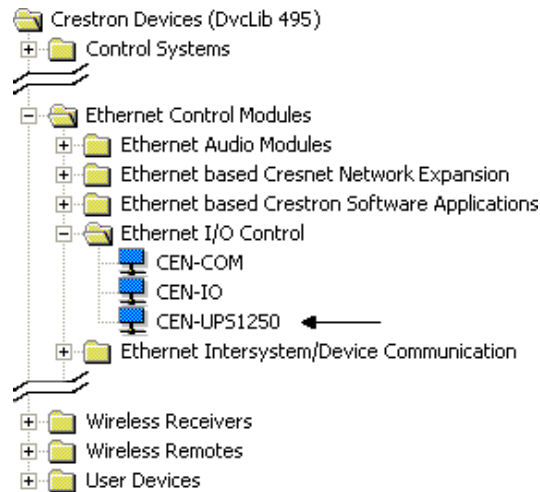 Crestron Devices (DvcLib 495)
Control Systems
Ethernet Control Modules
Ethernet Audio Modules
Ethernet based Cresnet Network Expansion
Ethernet based Crestron Software Applications
Ethernet I/O Control
CEN-COM
CEN-IO
CEN-UPS1250
Ethernet Intersystem/Device Communication
Wireless Receivers
Wireless Remotes
User Devices